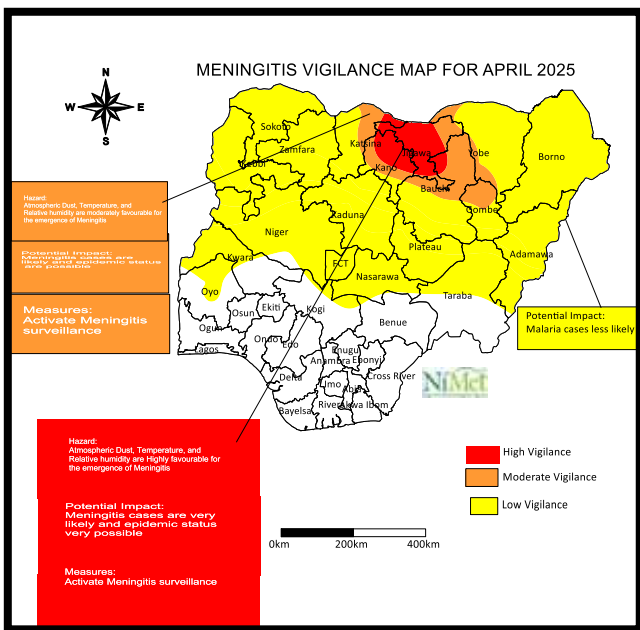 MENINGITIS VIGILANCE MAP FOR APRIL 2025
N
W E
S
Sokoto
Zamfara
Katsina
Kebbi
Jigawa
Kano
Yobe
Borno
Bauchi
Gombe
Kaduna
Niger
Plateau
Adamawa
Kwara
FCT
Nasarawa
Oyo
Taraba
Kogi
Benue
Osun
Ekiti
Ogun
Ondo
Edo
Lagos
Enugu
Anambra
Ebonyi
Delta
Imo
Abia
Cross River
Bayelsa
Rivers
Akwa Ibom
Hazard:
Atmospheric Dust, Temperature, and
Relative humidity are moderately favourable for
the emergence of Meningitis
Potential Impact:
Meningitis cases are
likely and epidemic status
are possible
Measures:
Activate Meningitis
surveillance
Potential Impact:
Malaria cases less likely
NiMet
Hazard:
Atmospheric Dust, Temperature, and
Relative humidity are Highly favourable for
the emergence of Meningitis
Potential Impact:
Meningitis cases are very
likely and epidemic status
very possible
Measures:
Activate Meningitis surveillance
High Vigilance
Moderate Vigilance
Low Vigilance
0km 200km 400km